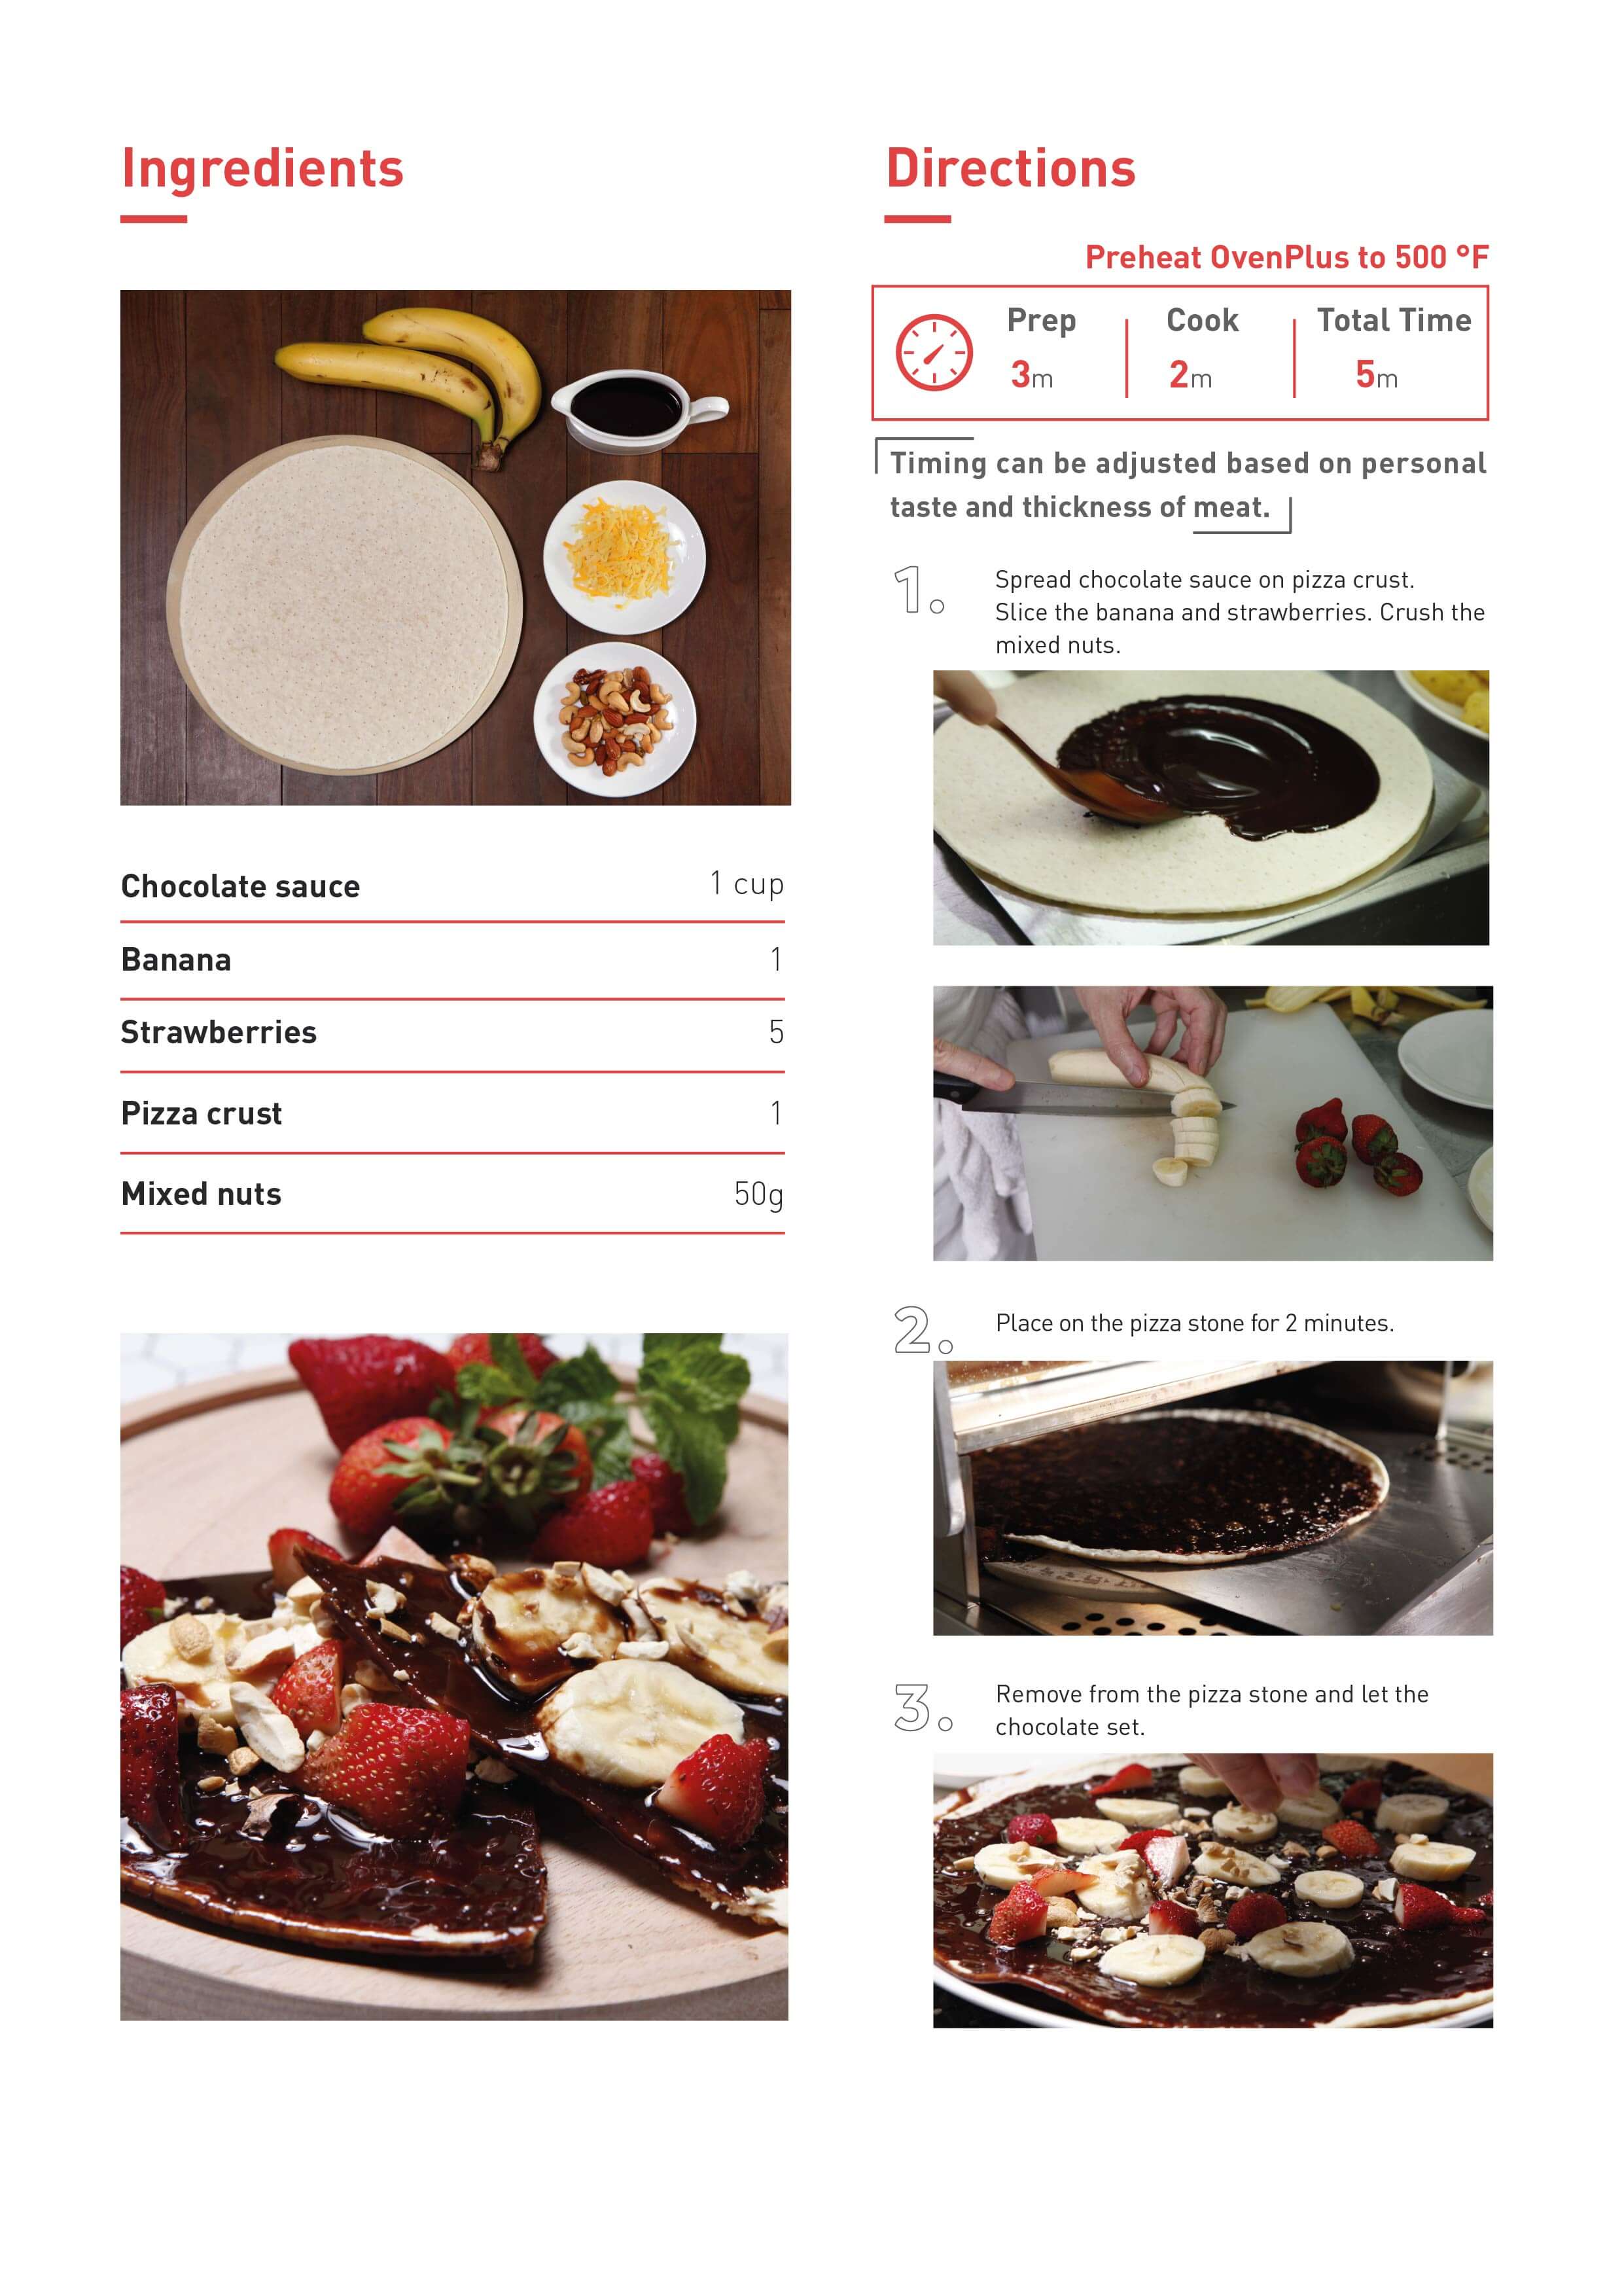 Ingredients
Chocolate sauce 1 cup
Banana 1
Strawberries 5
Pizza crust 1
Mixed nuts 50g
Directions
Preheat OvenPlus to 500 °F
Prep Cook Total Time
3m 2m 5m
Timing can be adjusted based on personal
taste and thickness of meat.
1. Spread chocolate sauce on pizza crust.
Slice the banana and strawberries. Crush the
mixed nuts.
2. Place on the pizza stone for 2 minutes.
3. Remove from the pizza stone and let the
chocolate set.